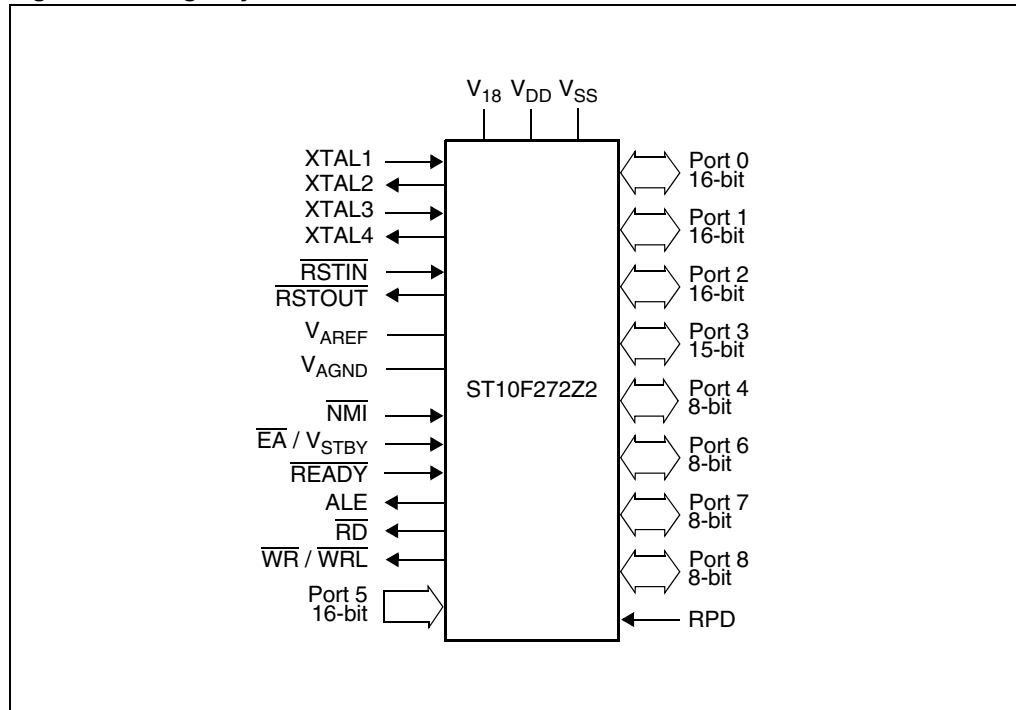 V18 VDD VSS
XTAL1
XTAL2
XTAL3
XTAL4
RSTIN
RSTOUT
VAREF
VAGND
NMI
EA / VSTBY
READY
ALE
RD
WR / WRL
Port 5
16-bit
ST10F272Z2
Port 0
16-bit
Port 1
16-bit
Port 2
16-bit
Port 3
15-bit
Port 4
8-bit
Port 6
8-bit
Port 7
8-bit
Port 8
8-bit
RPD